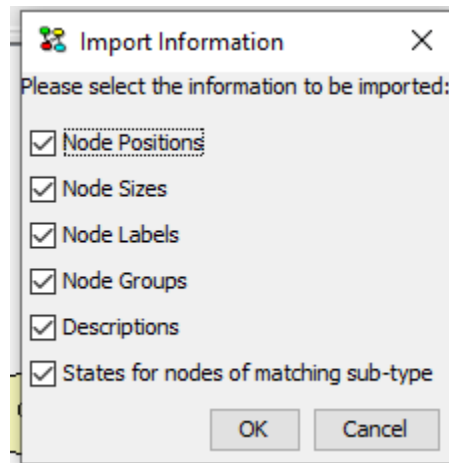 Import Information
Please select the information to be imported:
Node Positions
Node Sizes
Node Labels
Node Groups
Descriptions
States for nodes of matching sub-type
OK Cancel